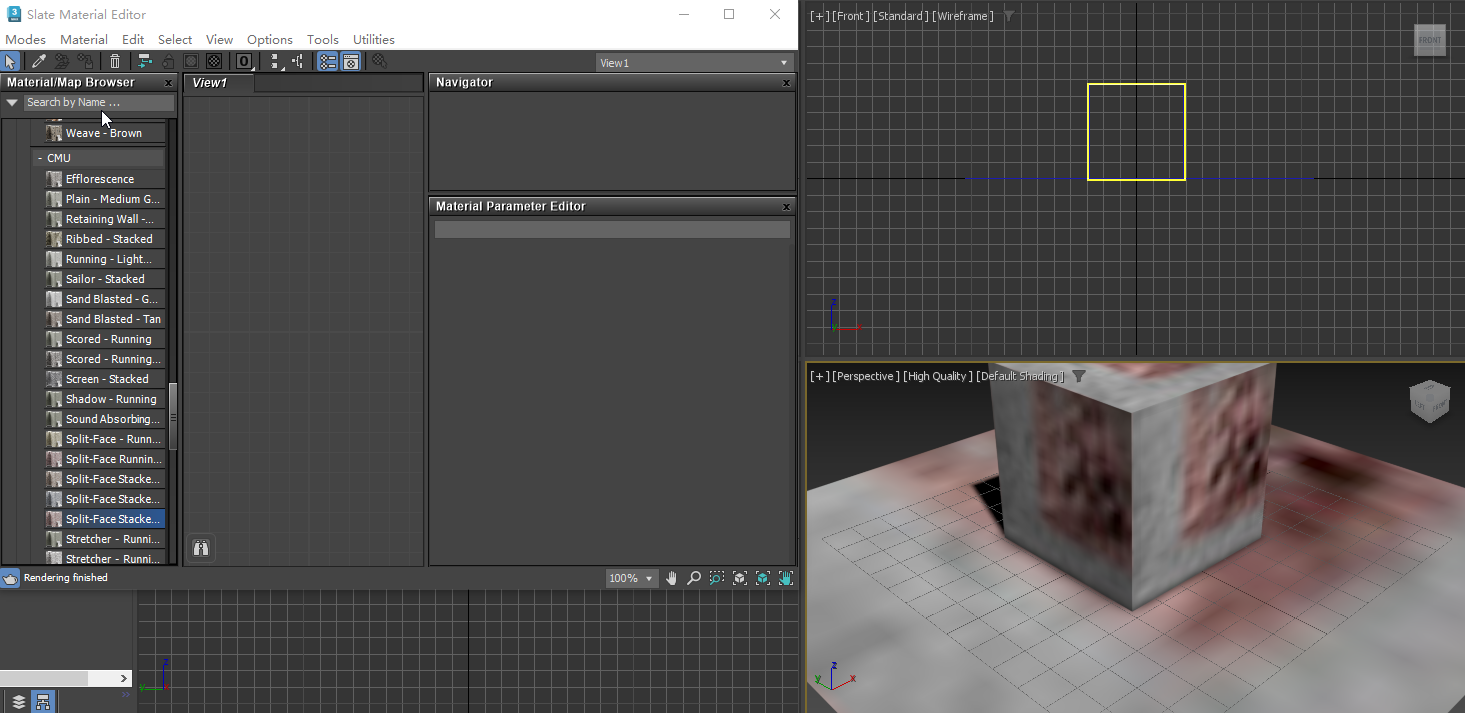 Slate Material Editor
Modes Material Edit Select View Options Tools Utilities
View1
Material/Map Browser
Search by Name ...
Weave - Brown
- CMU
Efflorescence
Plain - Medium G...
Retaining Wall -...
Ribbed - Stacked
Running - Light...
Sailor - Stacked
Sand Blasted - G...
Sand Blasted - Tan
Scored - Running
Scored - Running...
Screen - Stacked
Shadow - Running
Sound Absorbing...
Split-Face - Runn...
Split-Face Runnin...
Split-Face Stacke...
Split-Face Stacke...
Split-Face Stacke...
Stretcher - Runni...
Stretcher - Runni...
Rendering finished
View1
Navigator
Material Parameter Editor
100%
[+] [Front] [Standard] [Wireframe]
FRONT
z
y
x
[+] [Perspective] [High Quality] [Default Shading]
FRONT
z
y
x
z
y